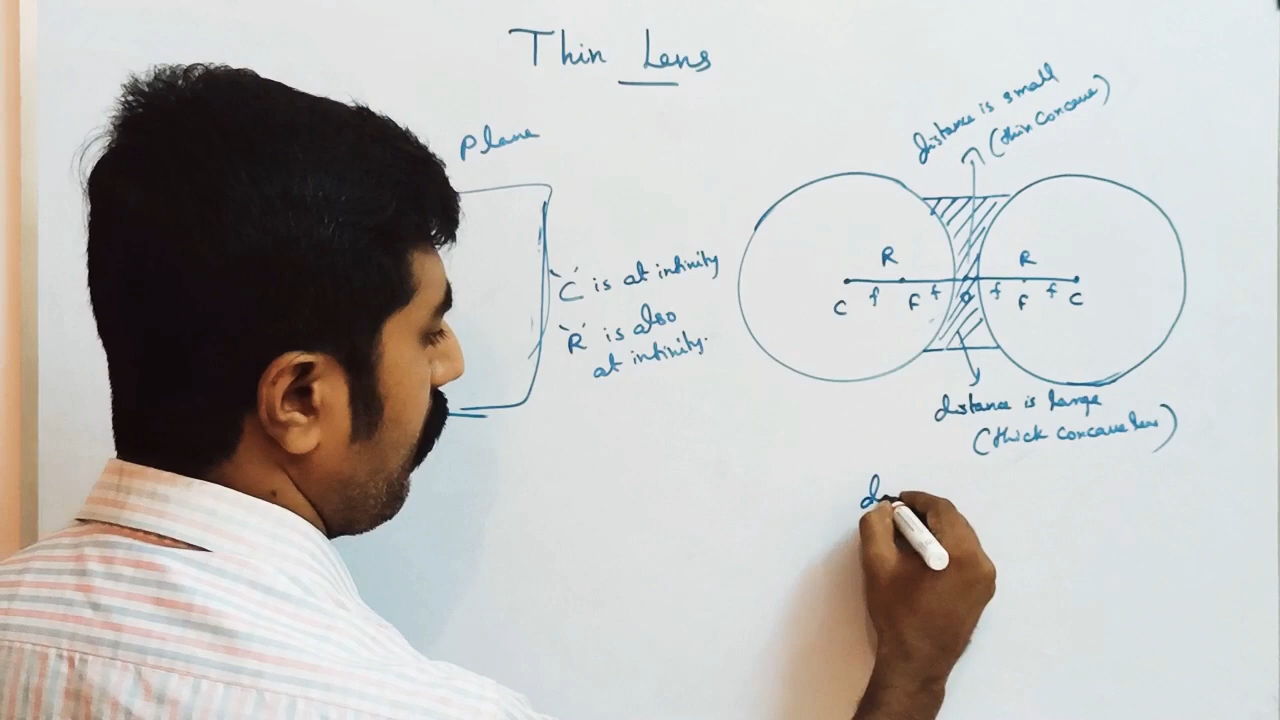 Thin Lens
Plane
'C' is at infinity
'R' is also
at infinity.
distance is small
(thin concave)
R R
C f F f O f F f C
distance is large
(thick concave lens)
d